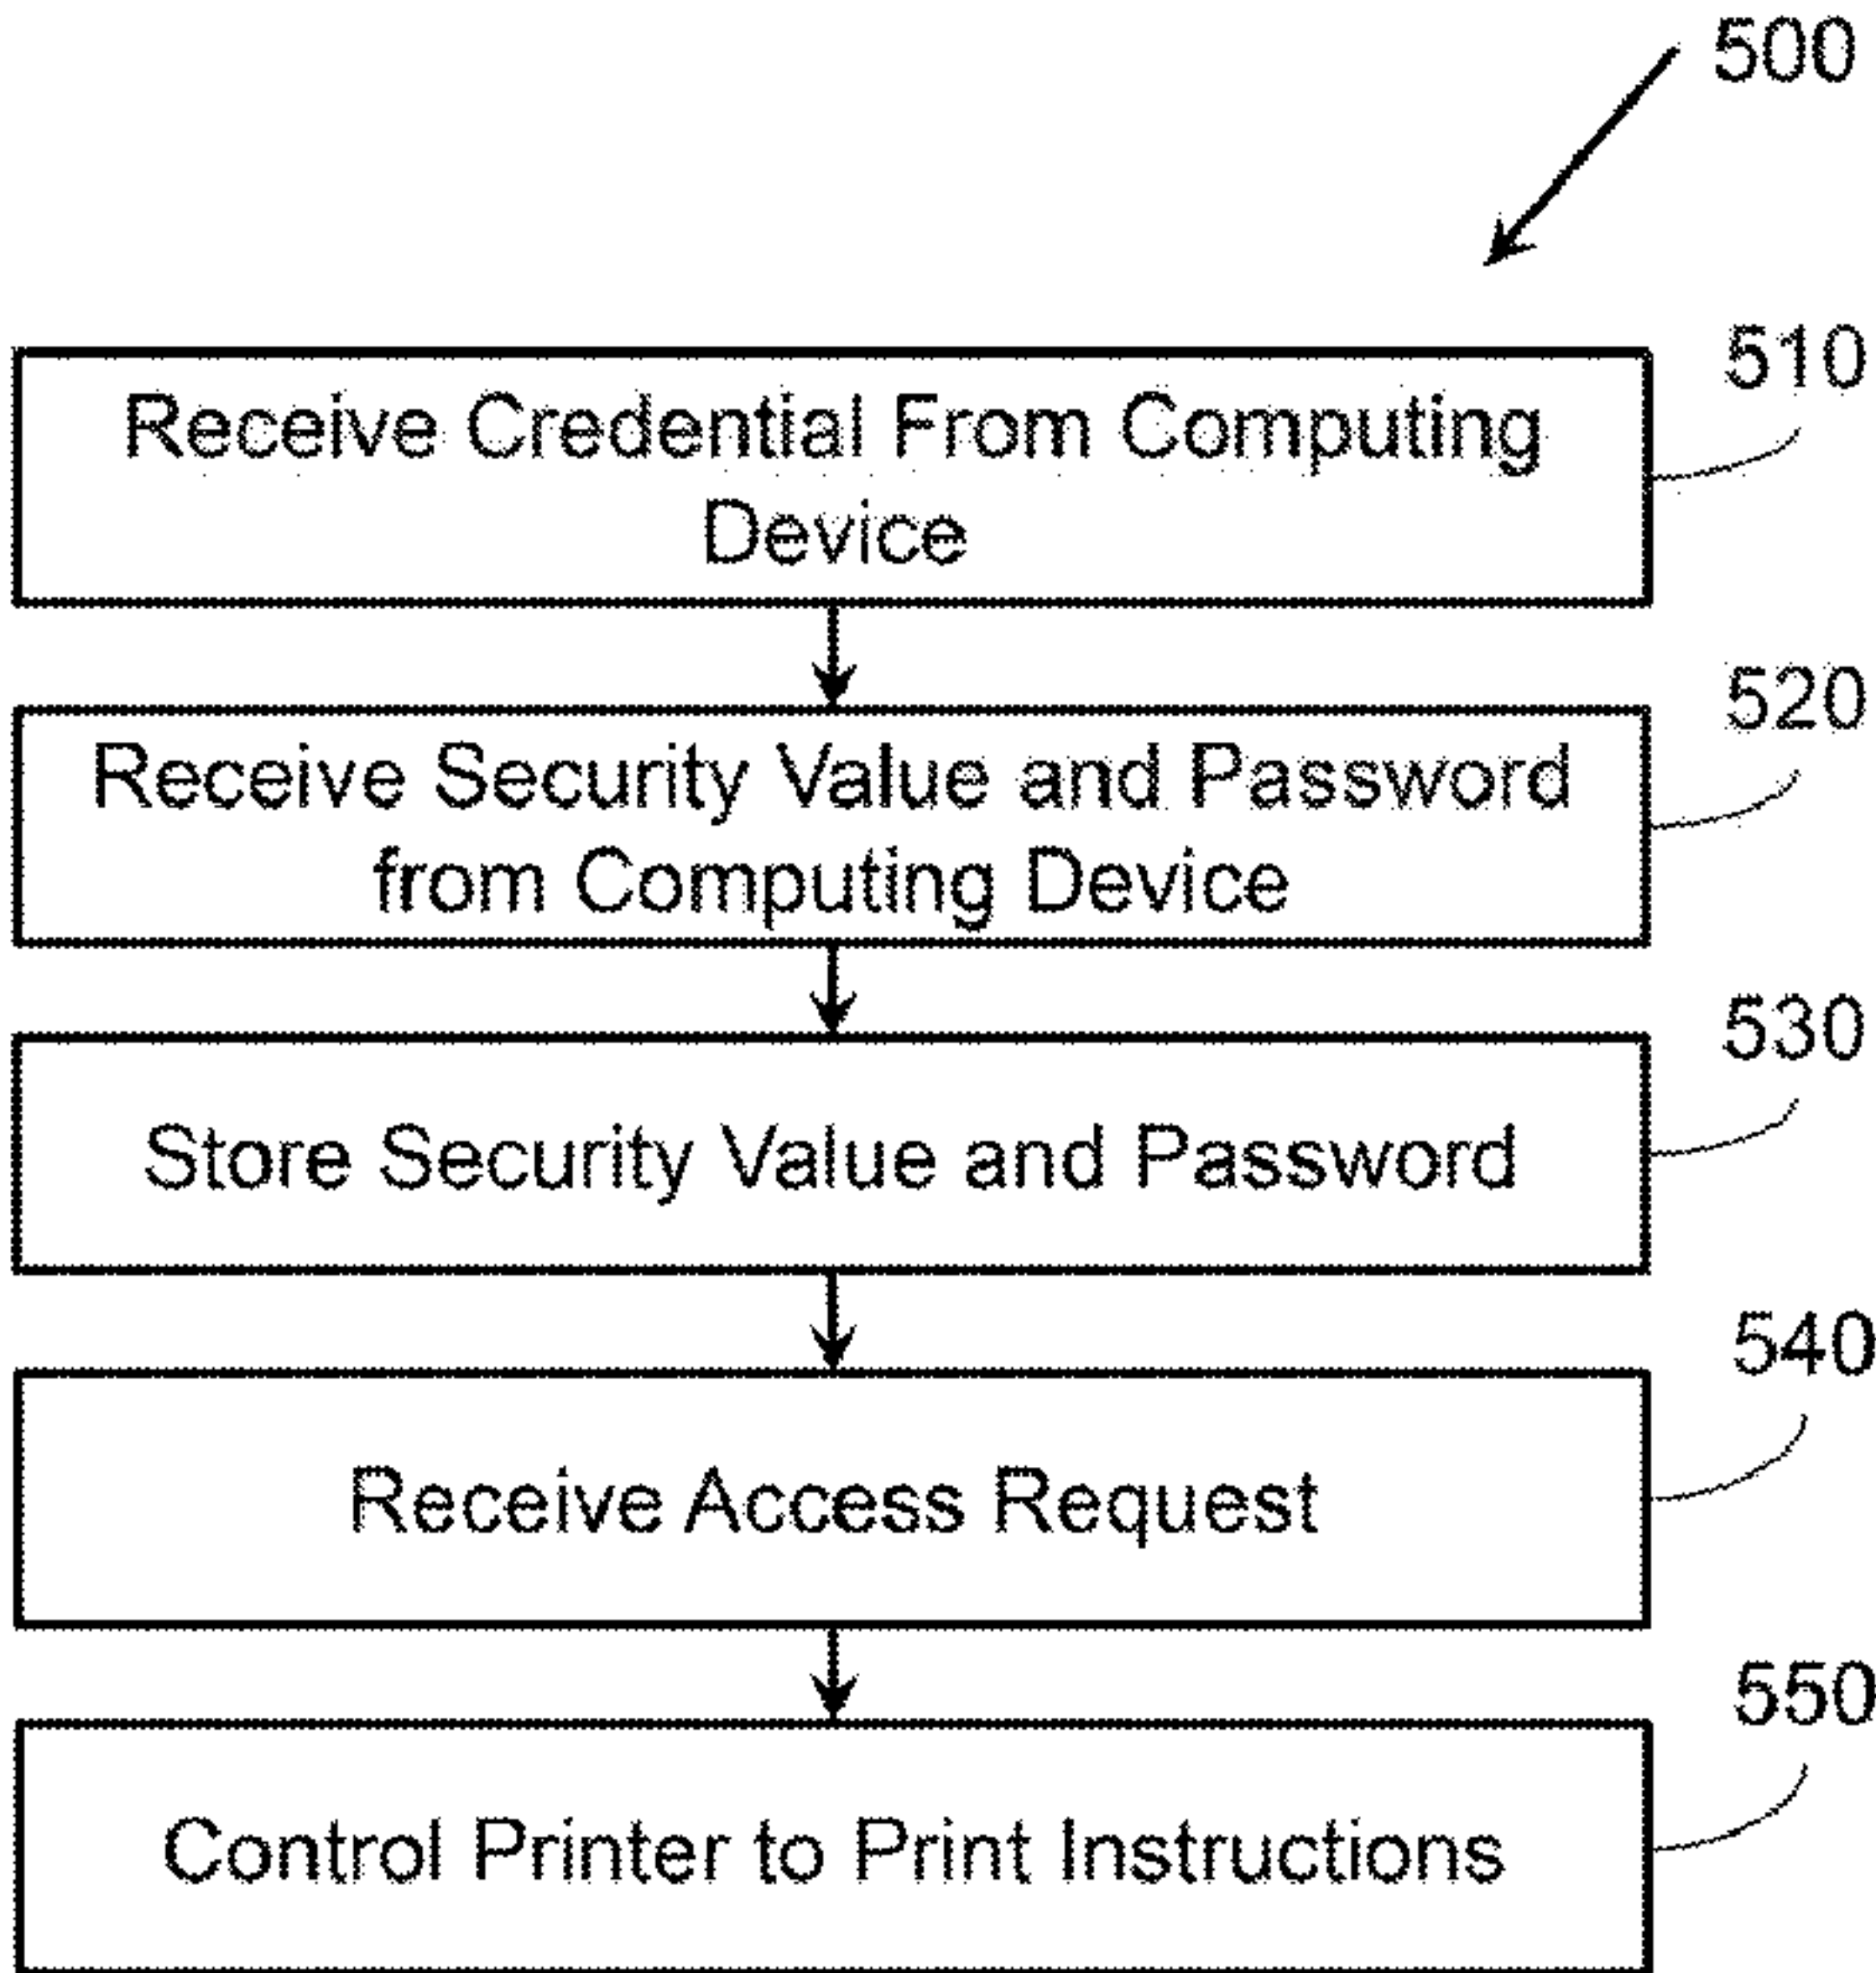 500
510
Receive Credential From Computing
Device
520
Receive Security Value and Password
from Computing Device
530
Store Security Value and Password
540
Receive Access Request
550
Control Printer to Print Instructions